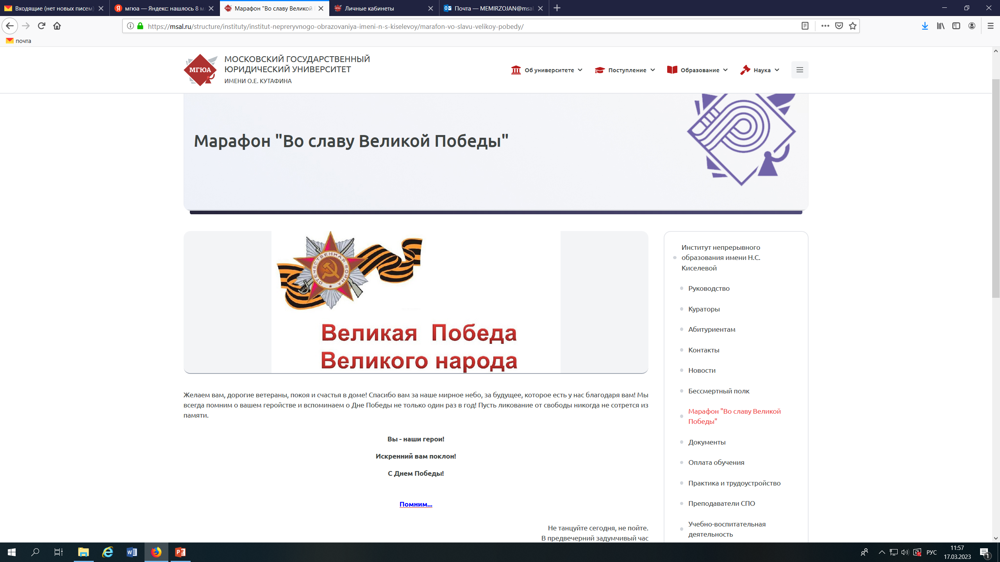 Входящие (нет новых писем)
мгюа — Яндекс: нашлось 8 м
Марафон "Во славу Великой
Личные кабинеты
Почта — MEMIRZOJAN@msal
https://msal.ru/structure/instituty/institut-nepreryvnogo-obrazovaniya-imeni-n-s-kiselevoy/marafon-vo-slavu-velikoy-pobedy/
почта
МГЮА
МОСКОВСКИЙ ГОСУДАРСТВЕННЫЙ
ЮРИДИЧЕСКИЙ УНИВЕРСИТЕТ
ИМЕНИ О.Е. КУТАФИНА
Об университете
Поступление
Образование
Наука
Марафон "Во славу Великой Победы"
ОТЕЧЕСТВЕННАЯ ВОЙНА
Великая Победа
Великого народа
Желаем вам, дорогие ветераны, покоя и счастья в доме! Спасибо вам за наше мирное небо, за будущее, которое есть у нас благодаря вам! Мы
всегда помним о вашем геройстве и вспоминаем о Дне Победы не только один раз в год! Пусть ликование от свободы никогда не сотрется из
памяти.
Вы - наши герои!
Искренний вам поклон!
С Днем Победы!
Помним...
Не танцуйте сегодня, не пойте.
В предвечерний задумчивый час
Институт непрерывного
образования имени Н.С.
Киселевой
Руководство
Кураторы
Абитуриентам
Контакты
Новости
Бессмертный полк
Марафон "Во славу Великой
Победы"
Документы
Оплата обучения
Практика и трудоустройство
Преподаватели СПО
Учебно-воспитательная
деятельность
РУС
11:57
17.03.2023
1